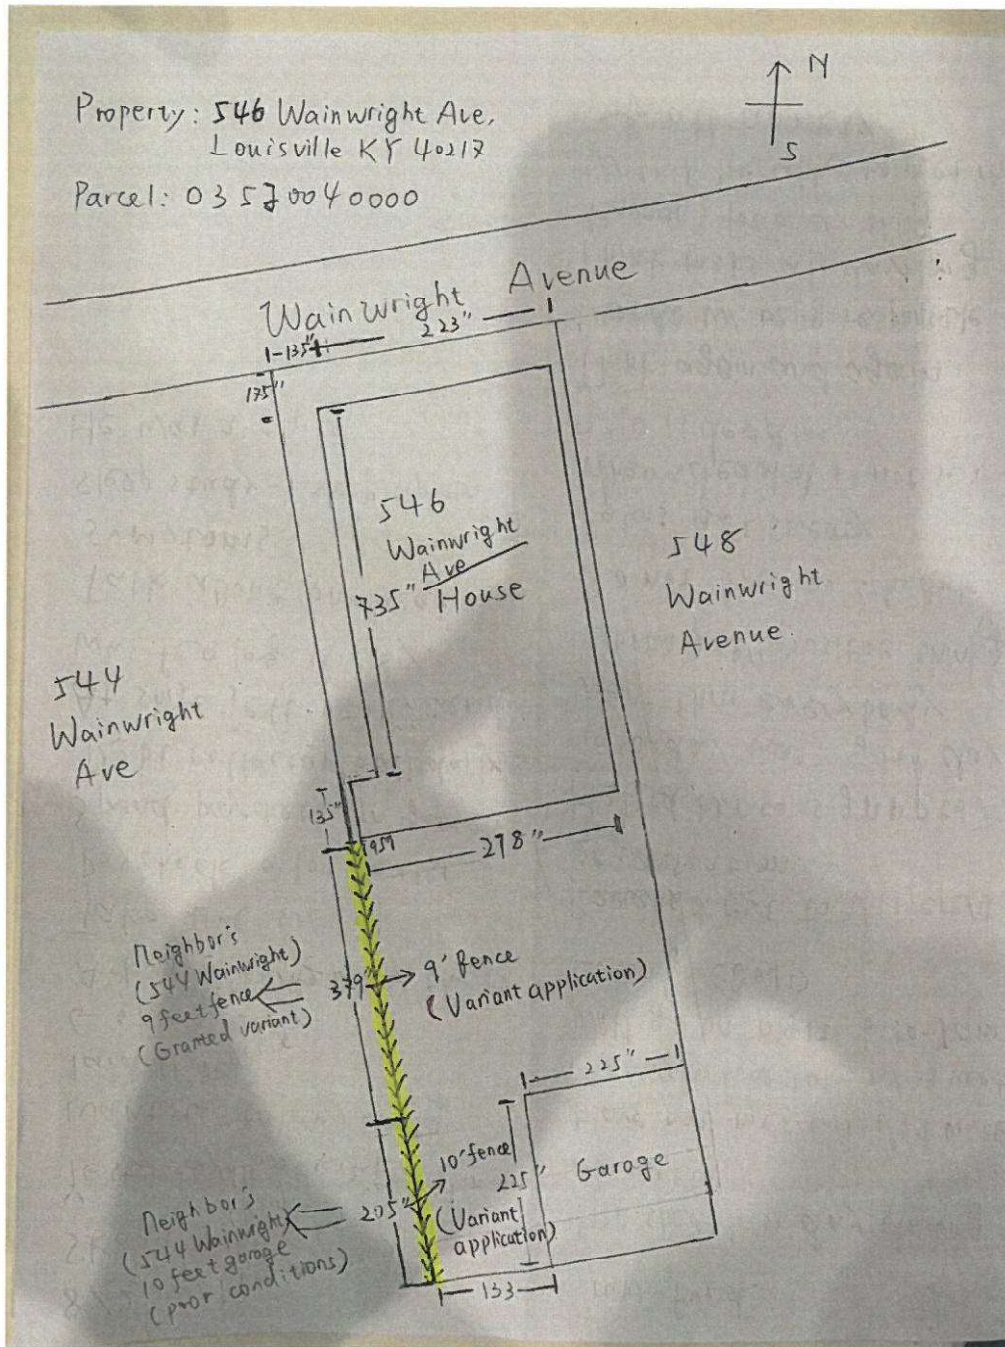 N
S
Property: 546 Wainwright Ave,
Louisville KY 40217
Parcel: 03570040000
Wainwright Avenue
135"
223"
175"
546
Wainwright
Ave
House
735"
548
Wainwright
Avenue.
544
Wainwright
Ave
135"
278"
Neighbor's
(544 Wainwright)
9 feet fence
(Granted variant)
379"
9' fence
(Variant application)
225"
10' fence
225"
Garage
205"
(Variant
application)
Neighbor's
(544 Wainwright)
10 feet garage
(prior conditions)
133